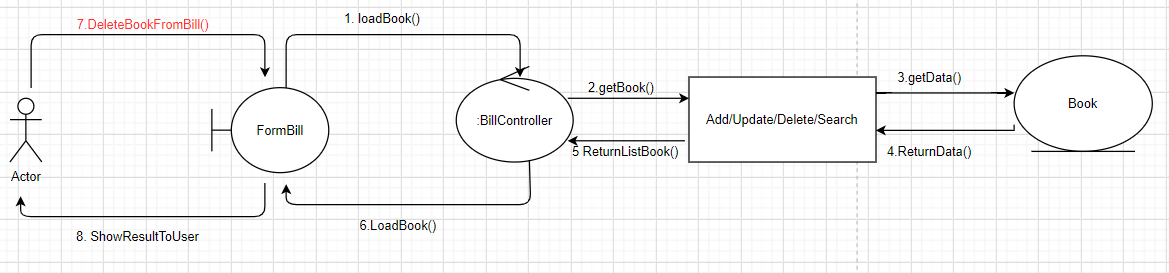 7.DeleteBookFromBill()
1. loadBook()
2.getBook()
3.getData()
FormBill
:BillController
Add/Update/Delete/Search
Book
5 ReturnListBook()
4.ReturnData()
Actor
6.LoadBook()
8. ShowResultToUser